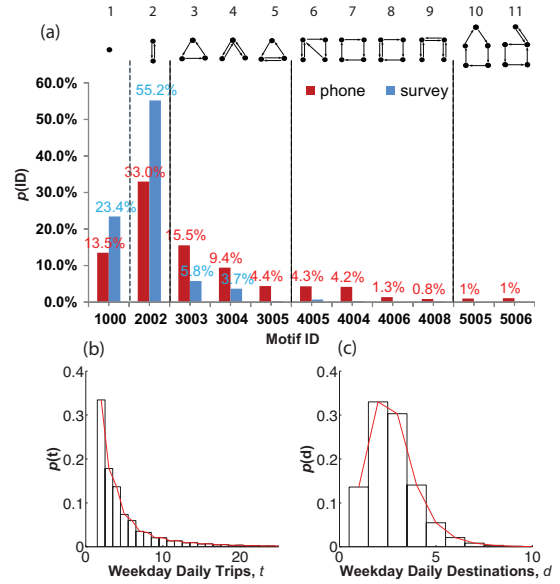 1 2 3 4 5 6 7 8 9 10 11
(a)
phone survey
p(ID)
60.0%
50.0%
40.0%
30.0%
20.0%
10.0%
0.0%
55.2%
33.0%
23.4%
13.5%
15.5%
5.8%
9.4%
3.7%
4.4%
4.3%
4.2%
1.3%
0.8%
1%
1%
1000 2002 3003 3004 3005 4005 4004 4006 4008 5005 5006
Motif ID
(b)
p(t)
0.4
0.3
0.2
0.1
0
0 10 20
Weekday Daily Trips, t
(c)
p(d)
0.4
0.3
0.2
0.1
0
0 5 10
Weekday Daily Destinations, d